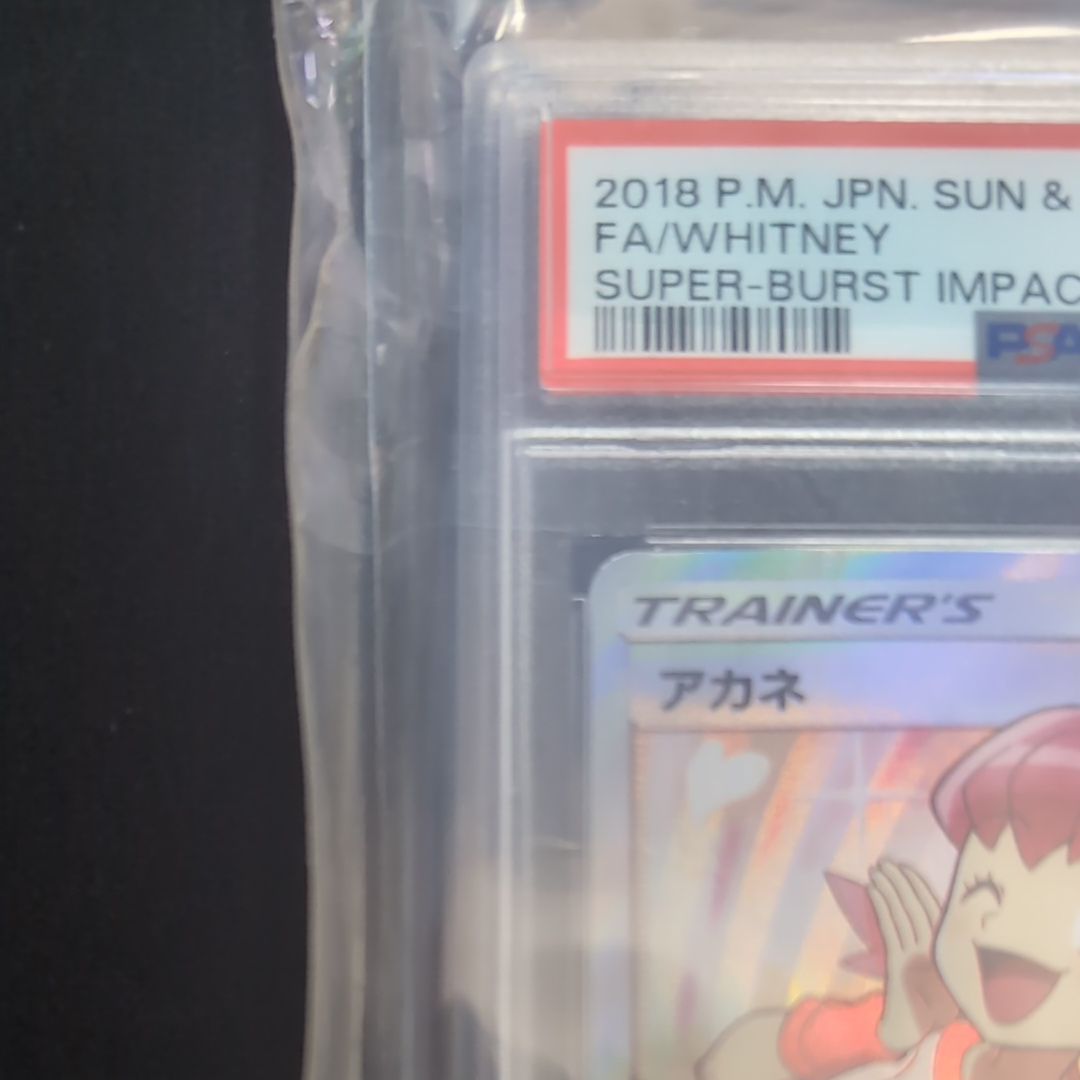 2018 P.M. JPN. SUN &
FA/WHITNEY
SUPER-BURST IMPAC
PSA
TRAINER'S
アカネ